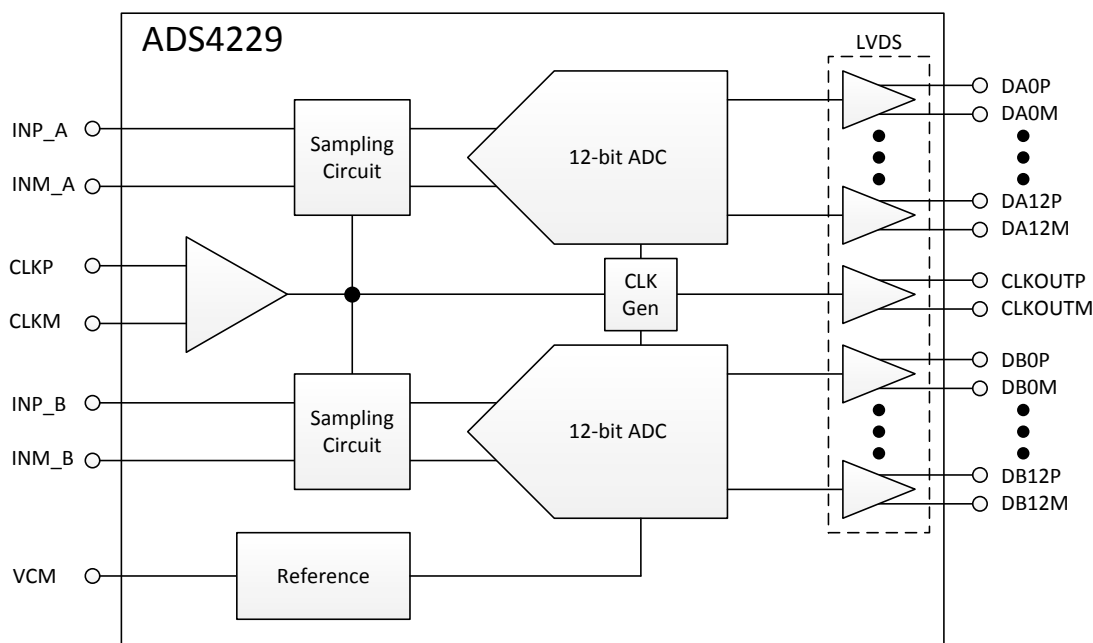 ADS4229
LVDS
INP_A
INM_A
Sampling
Circuit
12-bit ADC
DA0P
DA0M
DA12P
DA12M
CLKP
CLKM
CLK
Gen
CLKOUTP
CLKOUTM
INP_B
INM_B
Sampling
Circuit
12-bit ADC
DB0P
DB0M
DB12P
DB12M
VCM
Reference